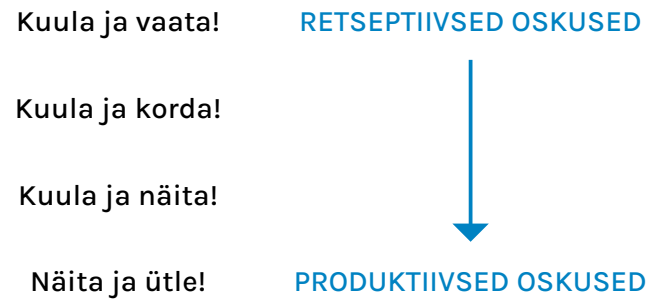 Kuula ja vaata! RETSEPTIIVSED OSKUSED
Kuula ja korda!
Kuula ja näita!
Näita ja ütle! PRODUKTIIVSED OSKUSED